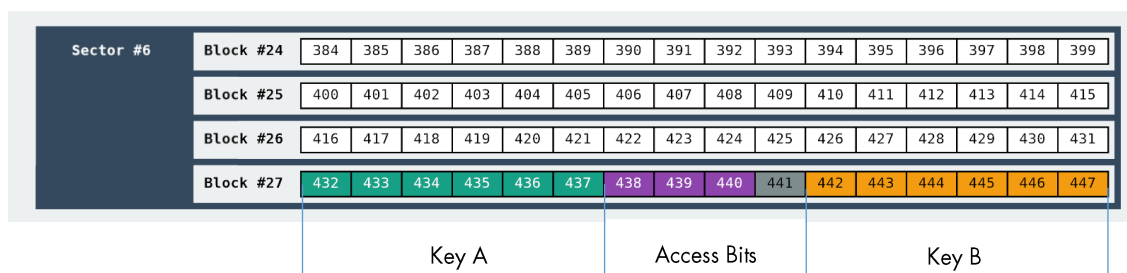 Sector #6 Block #24 384 385 386 387 388 389 390 391 392 393 394 395 396 397 398 399
Block #25 400 401 402 403 404 405 406 407 408 409 410 411 412 413 414 415
Block #26 416 417 418 419 420 421 422 423 424 425 426 427 428 429 430 431
Block #27 432 433 434 435 436 437 438 439 440 441 442 443 444 445 446 447
Key A Access Bits Key B